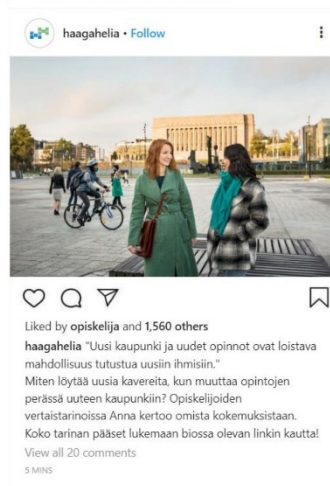 haagahelia • Follow
Liked by opiskelija and 1,560 others
haagahelia "Uusi kaupunki ja uudet opinnot ovat loistava
mahdollisuus tutustua uusiin ihmisiin."
Miten löytää uusia kavereita, kun muuttaa opintojen
perässä uuteen kaupunkiin? Opiskelijoiden
vertaistarinoissa Anna kertoo omista kokemuksistaan.
Koko tarinan pääset lukemaan biossa olevan linkin kautta!
View all 20 comments
5 MINS